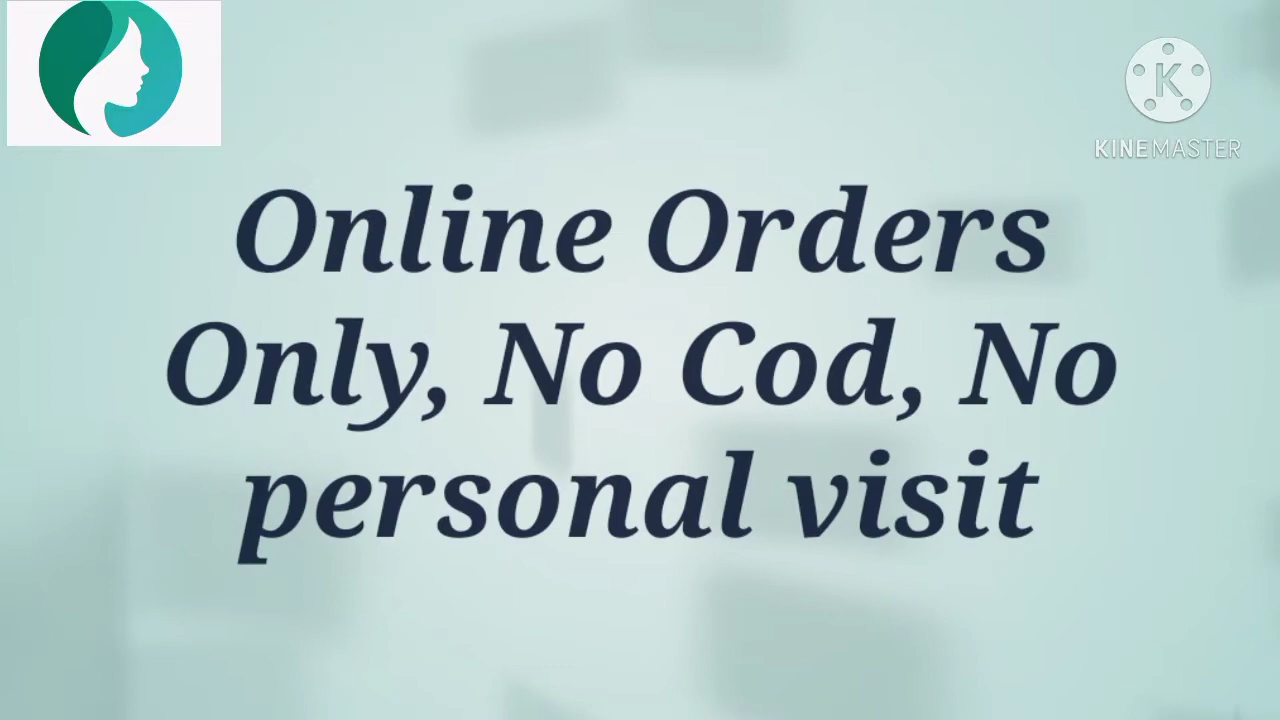 K
KINEMASTER
Online Orders
Only, No Cod, No
personal visit